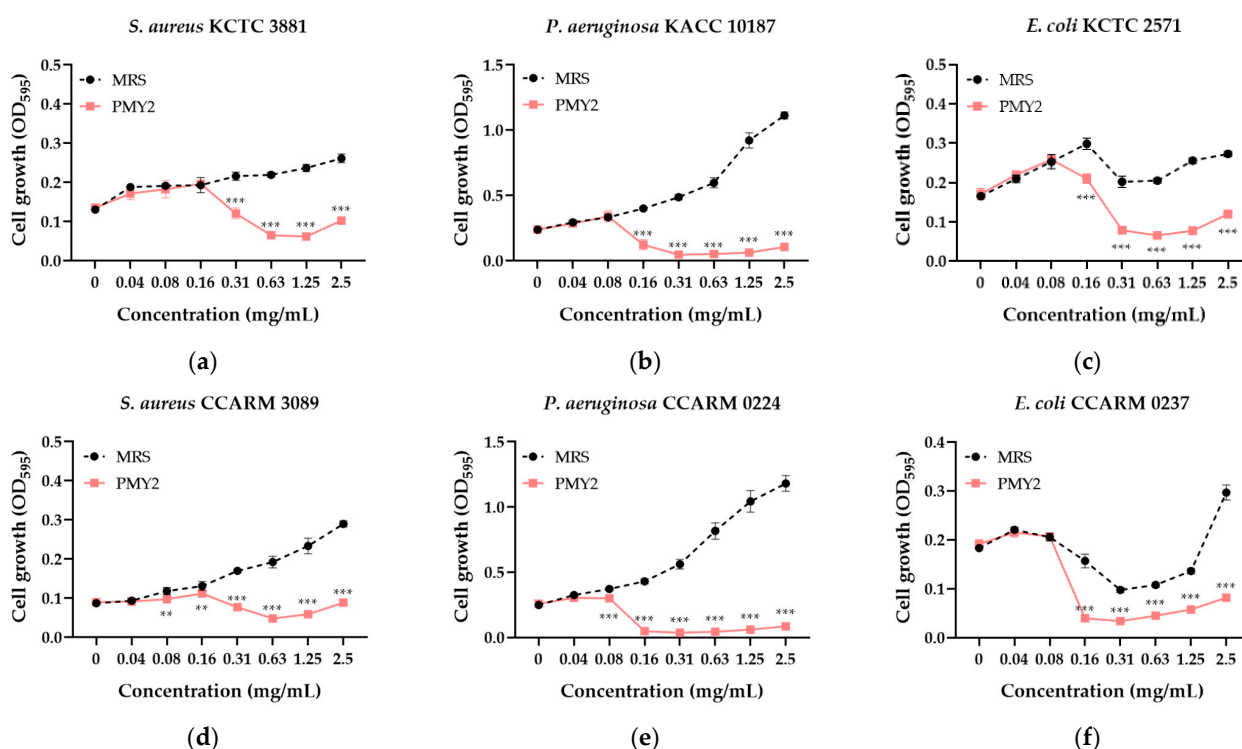 S. aureus KCTC 3881
Cell growth (OD595)
0.5
0.4
0.3
0.2
0.1
0.0
MRS
PMY2
***
***
***
***
0 0.04 0.08 0.16 0.31 0.63 1.25 2.5
Concentration (mg/mL)
(a)
P. aeruginosa KACC 10187
Cell growth (OD595)
1.5
1.0
0.5
0.0
MRS
PMY2
***
***
***
***
***
0 0.04 0.08 0.16 0.31 0.63 1.25 2.5
Concentration (mg/mL)
(b)
E. coli KCTC 2571
Cell growth (OD595)
0.5
0.4
0.3
0.2
0.1
0.0
MRS
PMY2
***
***
***
***
***
0 0.04 0.08 0.16 0.31 0.63 1.25 2.5
Concentration (mg/mL)
(c)
S. aureus CCARM 3089
Cell growth (OD595)
0.5
0.4
0.3
0.2
0.1
0.0
MRS
PMY2
**
**
***
***
***
***
0 0.04 0.08 0.16 0.31 0.63 1.25 2.5
Concentration (mg/mL)
(d)
P. aeruginosa CCARM 0224
Cell growth (OD595)
1.5
1.0
0.5
0.0
MRS
PMY2
***
***
***
***
***
***
0 0.04 0.08 0.16 0.31 0.63 1.25 2.5
Concentration (mg/mL)
(e)
E. coli CCARM 0237
Cell growth (OD595)
0.4
0.3
0.2
0.1
0.0
MRS
PMY2
***
***
***
***
***
0 0.04 0.08 0.16 0.31 0.63 1.25 2.5
Concentration (mg/mL)
(f)